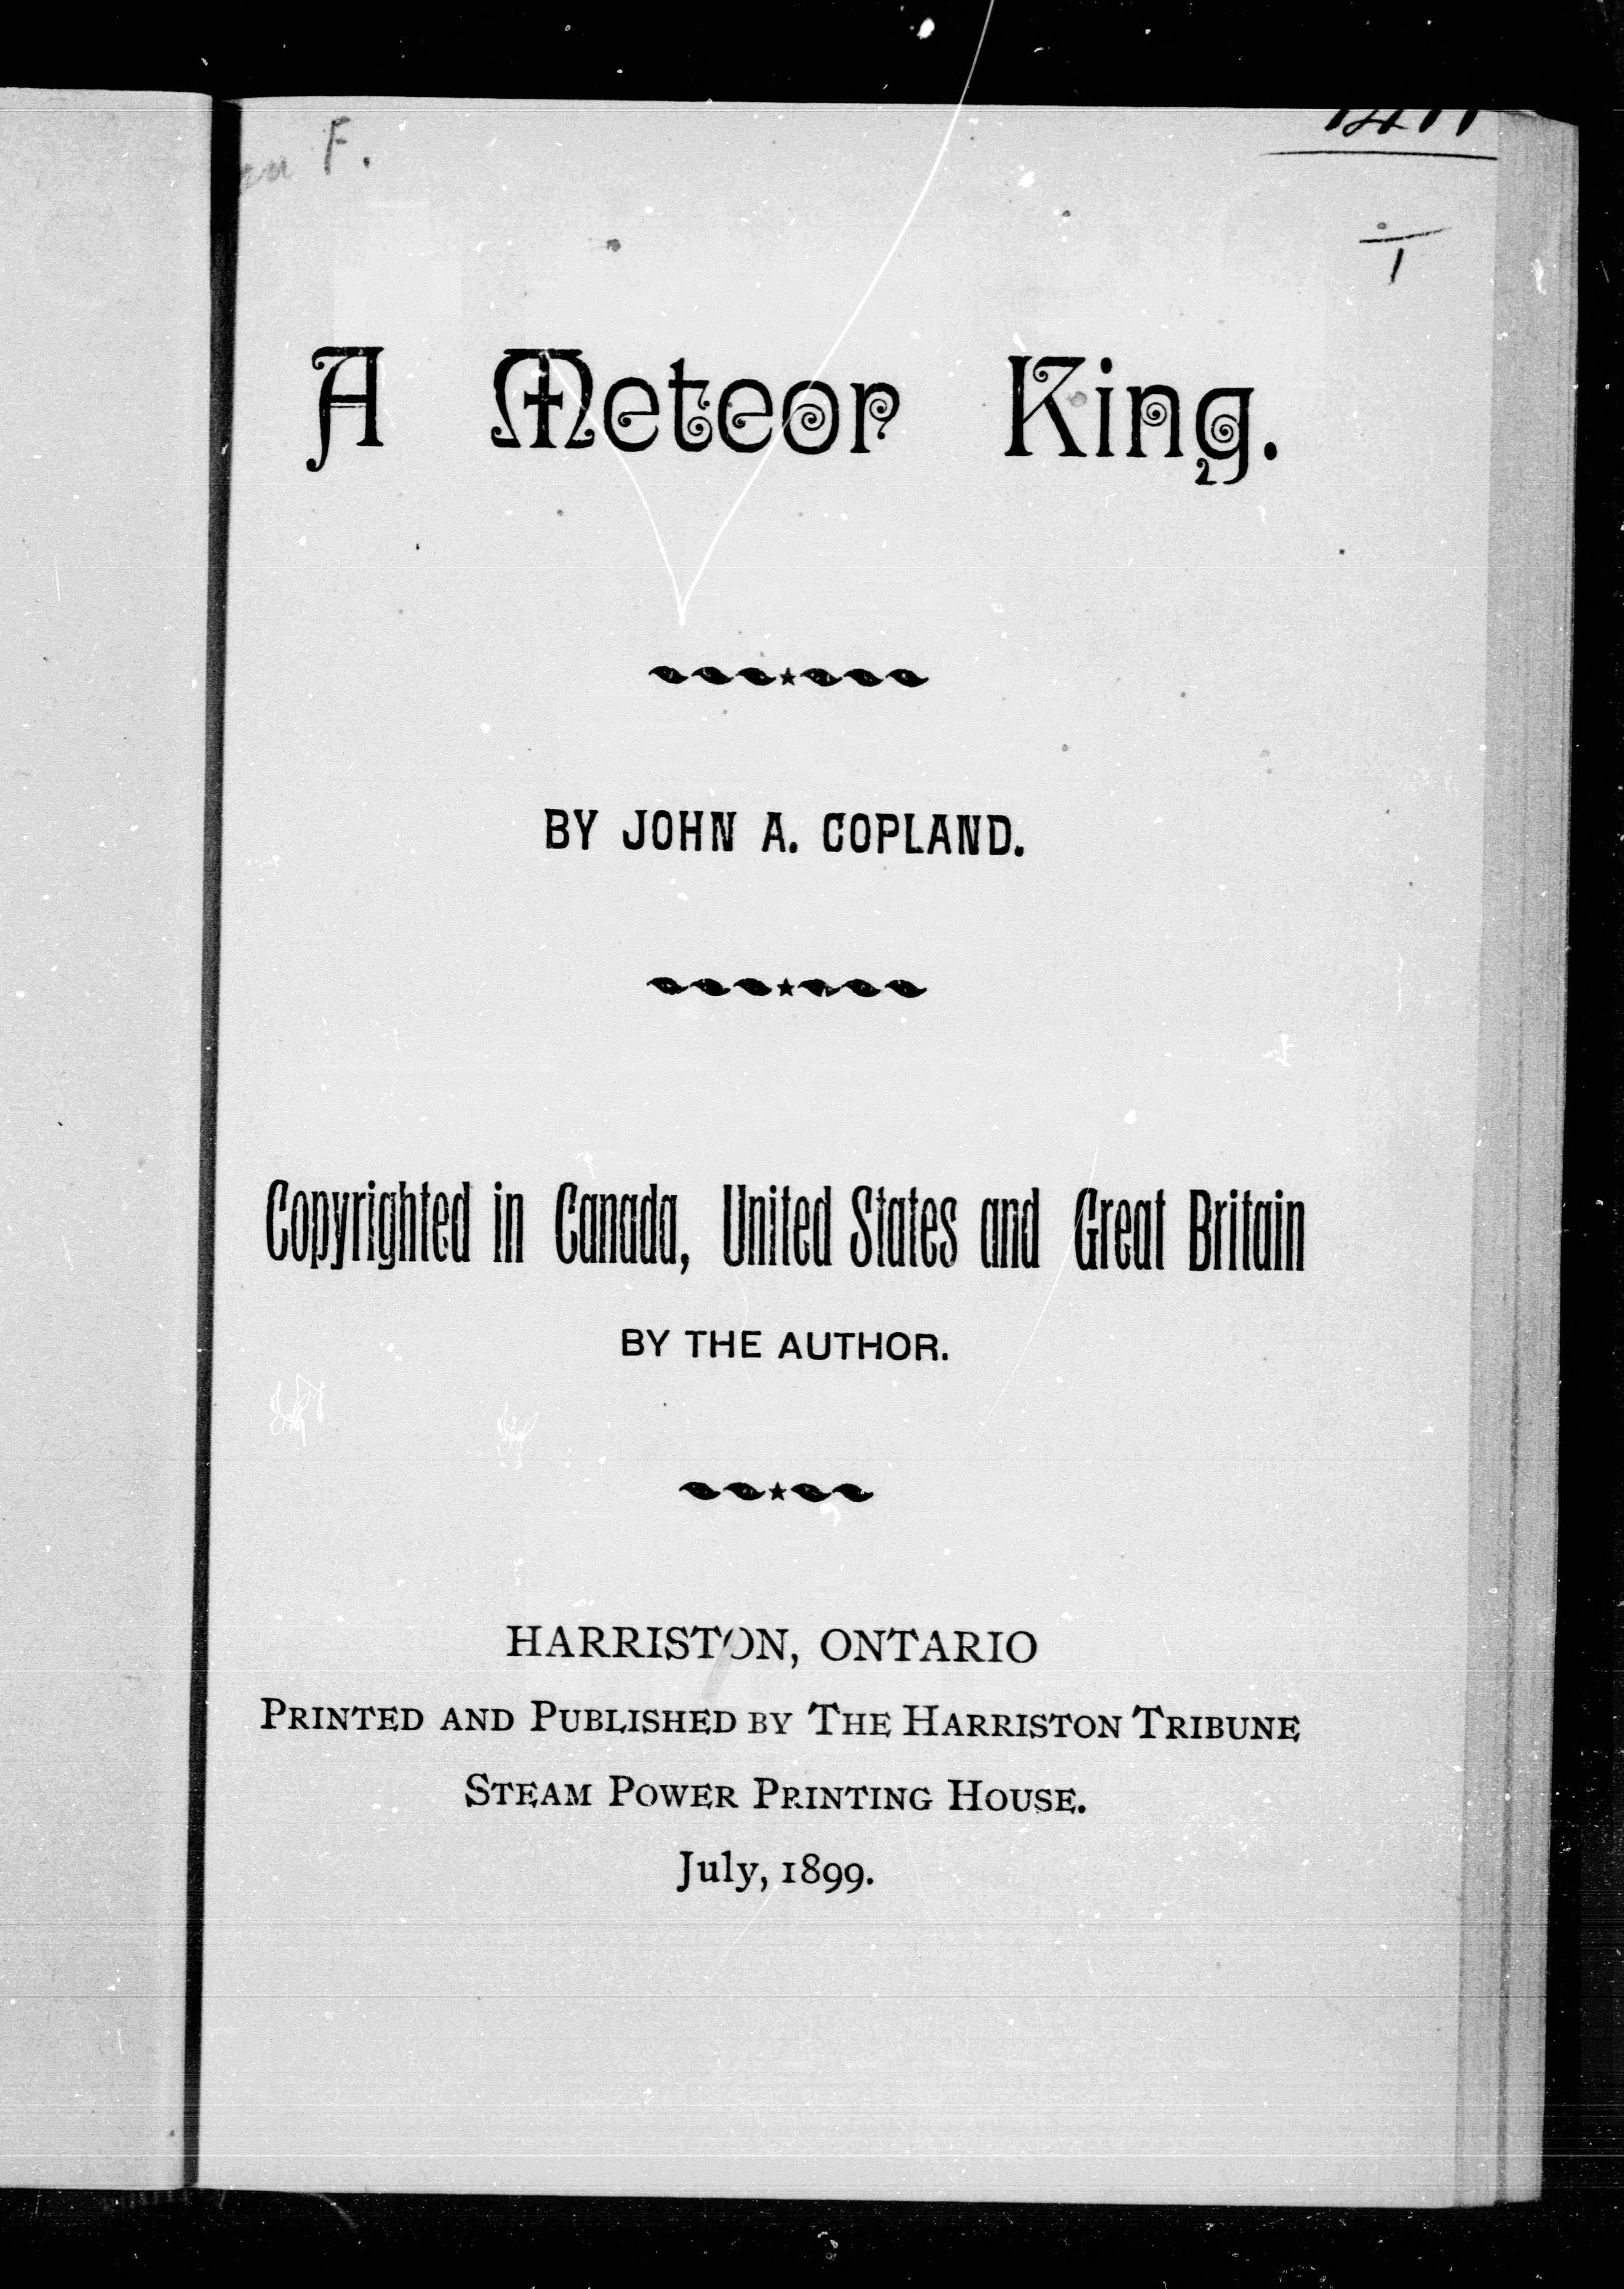 F.
A Meteor King.
BY JOHN A. COPLAND.
Copyrighted in Canada, United States and Great Britain
BY THE AUTHOR.
HARRISTON, ONTARIO
PRINTED AND PUBLISHED BY THE HARRISTON TRIBUNE
STEAM POWER PRINTING HOUSE.
July, 1899.